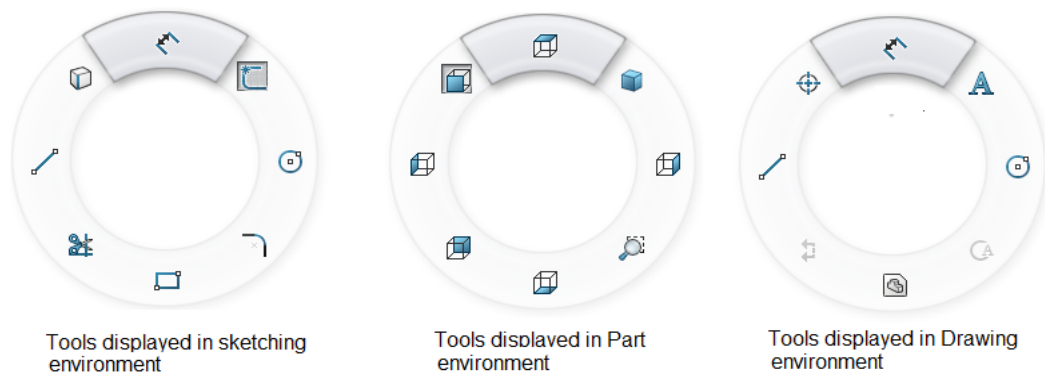 A
A
Tools displayed in sketching
environment
Tools displayed in Part
environment
Tools displayed in Drawing
environment